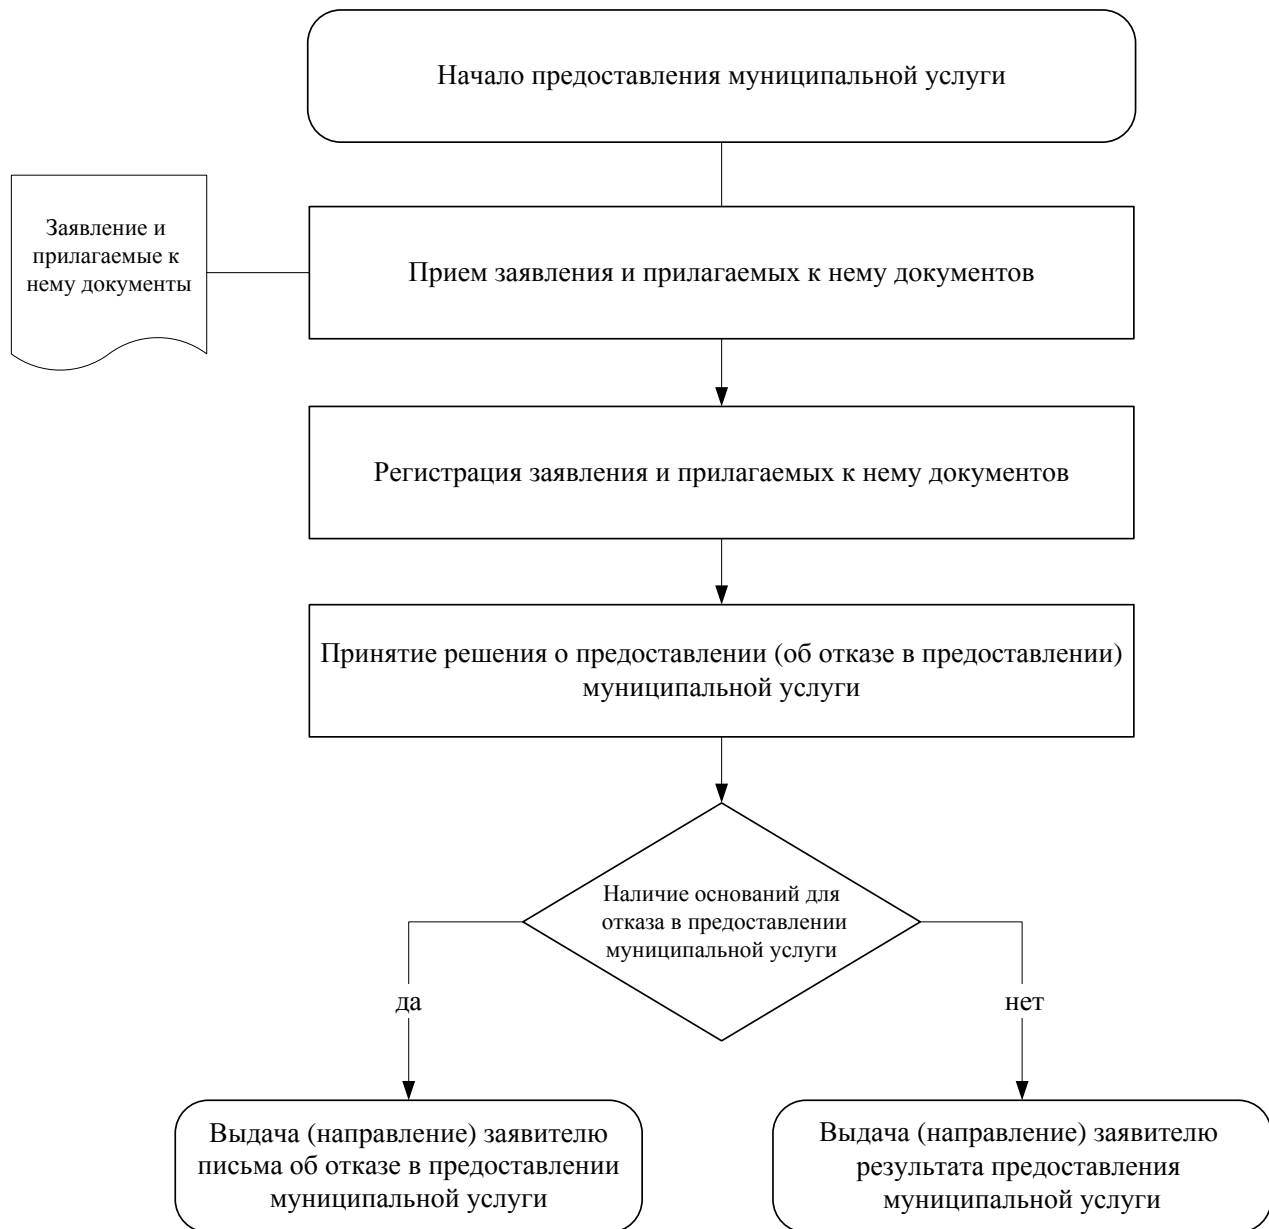 Начало предоставления муниципальной услуги
Заявление и
прилагаемые к
нему документы
Прием заявления и прилагаемых к нему документов
Регистрация заявления и прилагаемых к нему документов
Принятие решения о предоставлении (об отказе в предоставлении)
муниципальной услуги
Наличие оснований для
отказа в предоставлении
муниципальной услуги
да
нет
Выдача (направление) заявителю
письма об отказе в предоставлении
муниципальной услуги
Выдача (направление) заявителю
результата предоставления
муниципальной услуги